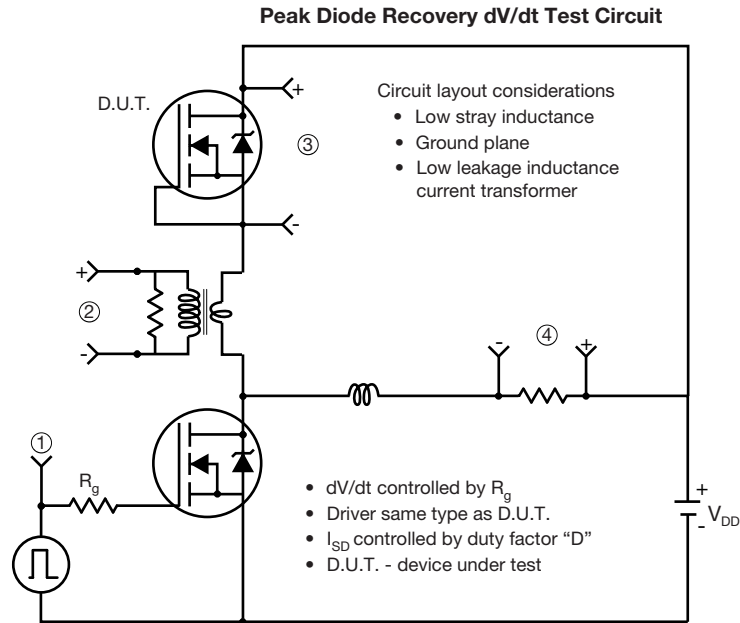 Peak Diode Recovery dV/dt Test Circuit
D.U.T.
+
Circuit layout considerations
• Low stray inductance
• Ground plane
• Low leakage inductance
current transformer
③
-
+
②
-
-
④
+
①
Rg
• dV/dt controlled by Rg
• Driver same type as D.U.T.
• ISD controlled by duty factor “D”
• D.U.T. - device under test
+
VDD
-